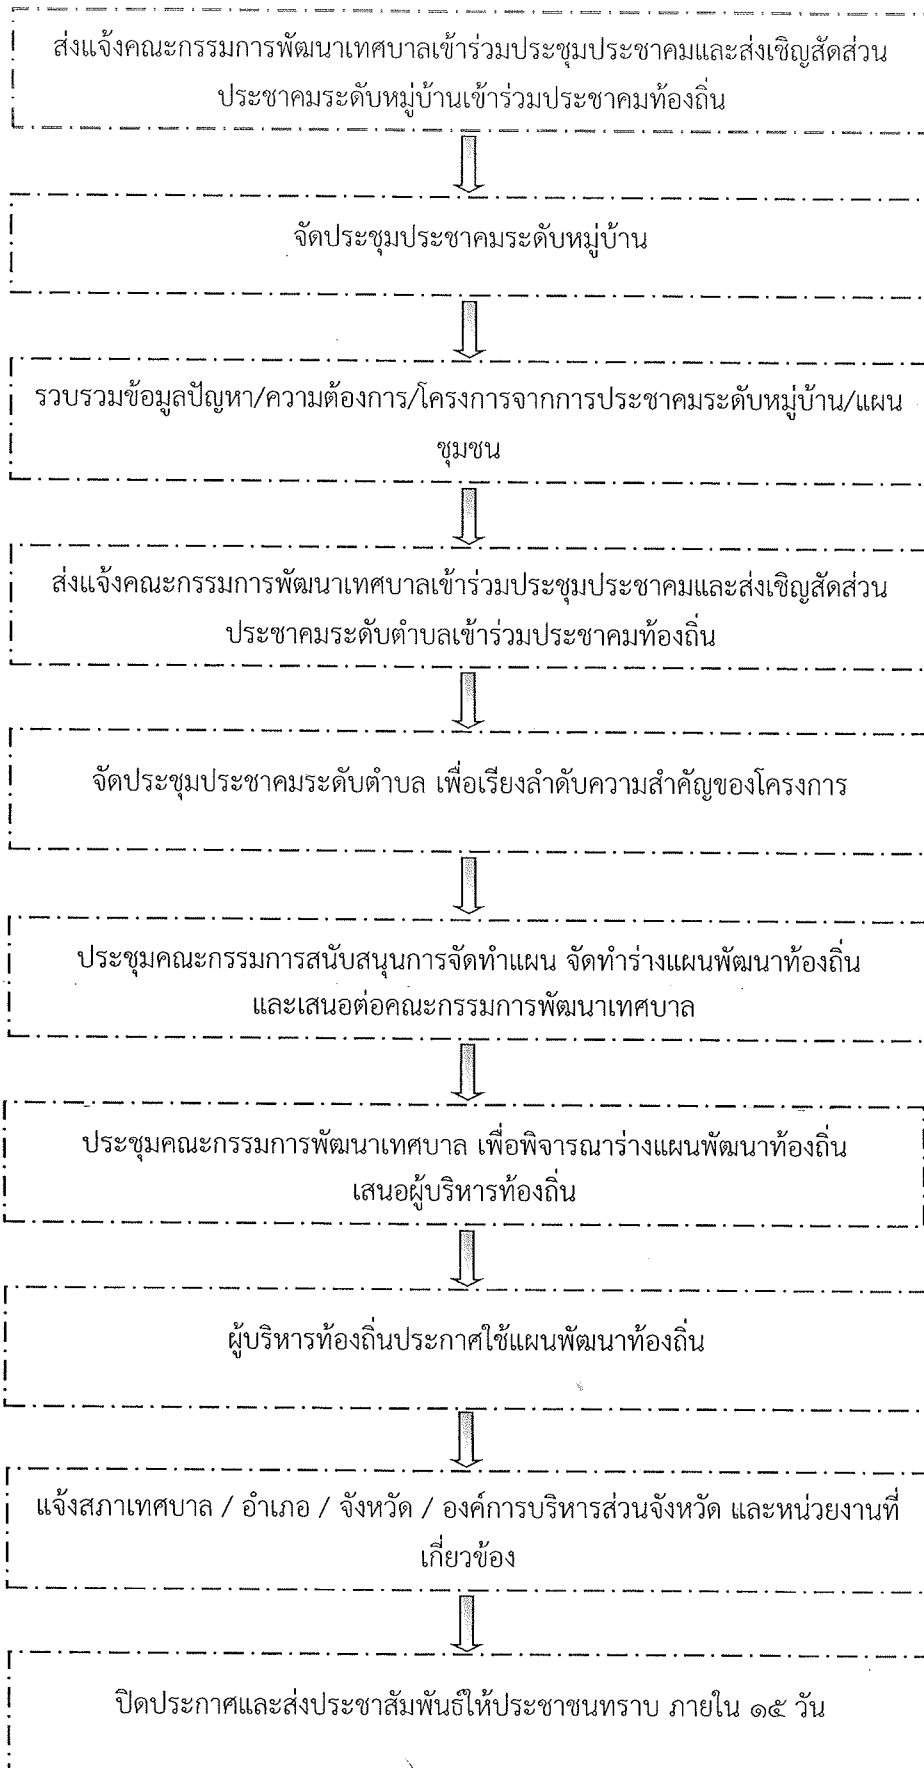 ส่งแจ้งคณะกรรมการพัฒนาเทศบาลเข้าร่วมประชุมประชาคมและส่งเชิญสัดส่วน
ประชาคมระดับหมู่บ้านเข้าร่วมประชาคมท้องถิ่น
จัดประชุมประชาคมระดับหมู่บ้าน
รวบรวมข้อมูลปัญหา/ความต้องการ/โครงการจากการประชาคมระดับหมู่บ้าน/แผน
ชุมชน
ส่งแจ้งคณะกรรมการพัฒนาเทศบาลเข้าร่วมประชุมประชาคมและส่งเชิญสัดส่วน
ประชาคมระดับตำบลเข้าร่วมประชาคมท้องถิ่น
จัดประชุมประชาคมระดับตำบล เพื่อเรียงลำดับความสำคัญของโครงการ
ประชุมคณะกรรมการสนับสนุนการจัดทำแผน จัดทำร่างแผนพัฒนาท้องถิ่น
และเสนอต่อคณะกรรมการพัฒนาเทศบาล
ประชุมคณะกรรมการพัฒนาเทศบาล เพื่อพิจารณาร่างแผนพัฒนาท้องถิ่น
เสนอผู้บริหารท้องถิ่น
ผู้บริหารท้องถิ่นประกาศใช้แผนพัฒนาท้องถิ่น
แจ้งสภาเทศบาล / อำเภอ / จังหวัด / องค์การบริหารส่วนจังหวัด และหน่วยงานที่
เกี่ยวข้อง
ปิดประกาศและส่งประชาสัมพันธ์ให้ประชาชนทราบ ภายใน ๑๕ วัน